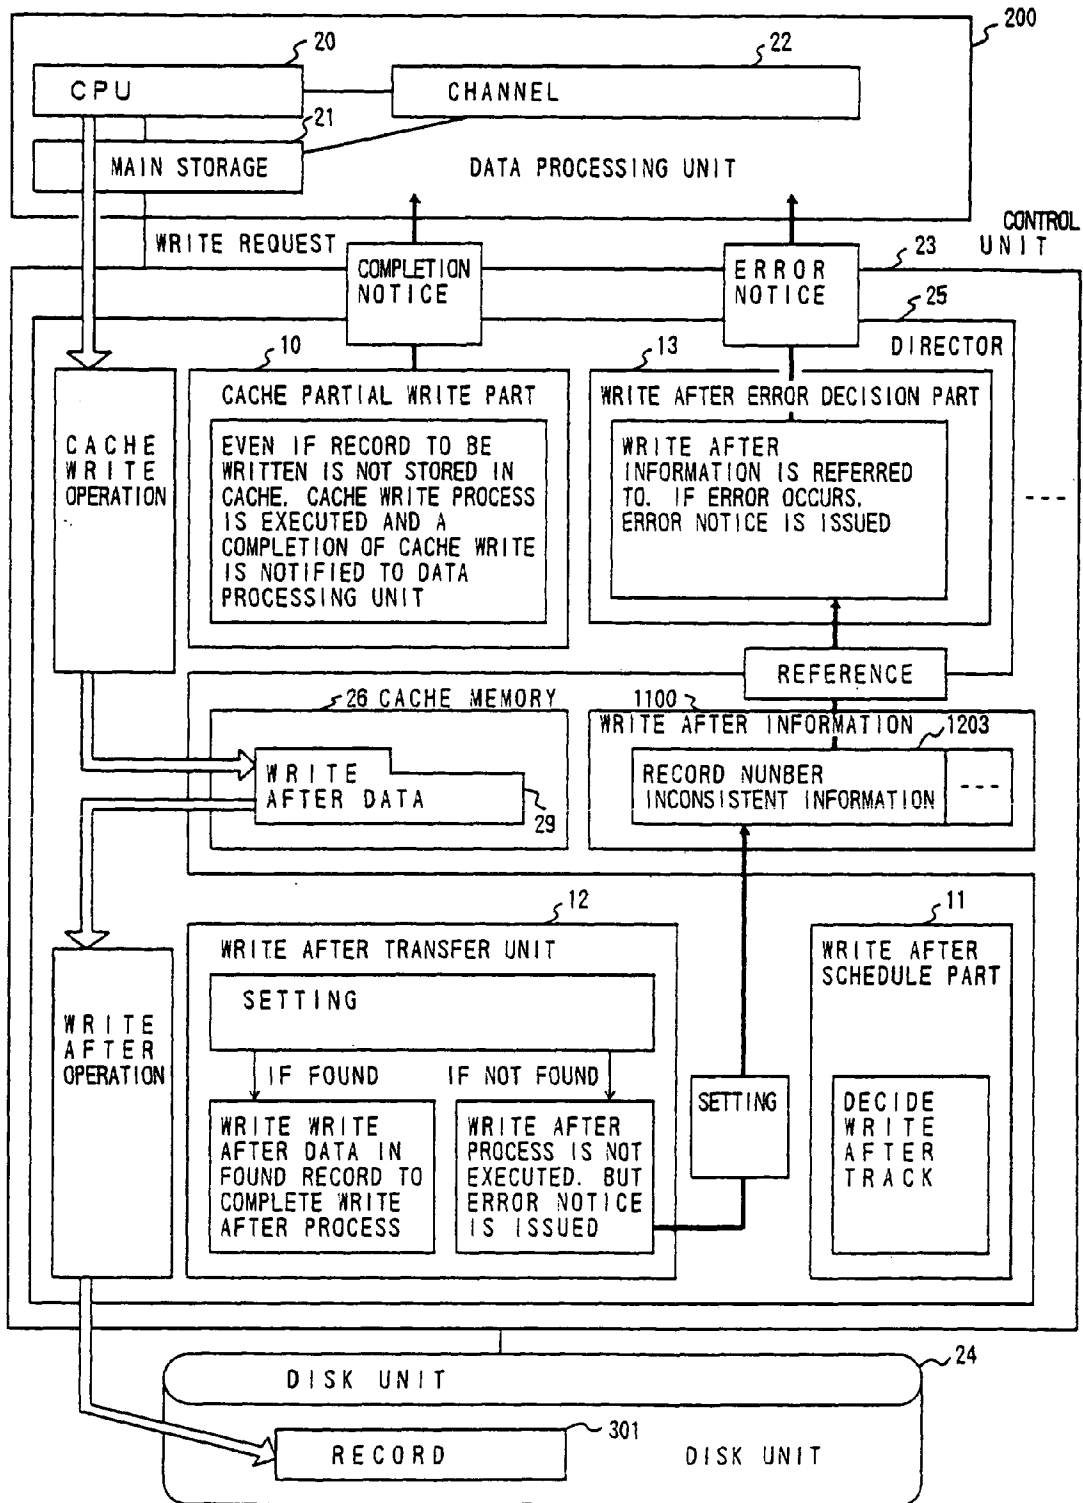 200
20
22
CPU
CHANNEL
21
MAIN STORAGE
DATA PROCESSING UNIT
WRITE REQUEST
CONTROL
UNIT
23
COMPLETION
NOTICE
ERROR
NOTICE
25
DIRECTOR
10
13
CACHE PARTIAL WRITE PART
WRITE AFTER ERROR DECISION PART
CACHE
WRITE
OPERATION
EVEN IF RECORD TO BE
WRITTEN IS NOT STORED IN
CACHE. CACHE WRITE PROCESS
IS EXECUTED AND A
COMPLETION OF CACHE WRITE
IS NOTIFIED TO DATA
PROCESSING UNIT
WRITE AFTER
INFORMATION IS REFERRED
TO. IF ERROR OCCURS.
ERROR NOTICE IS ISSUED
---
REFERENCE
26 CACHE MEMORY
1100
WRITE AFTER INFORMATION
1203
WRITE
AFTER DATA
29
RECORD NUNBER
INCONSISTENT INFORMATION
---
12
11
WRITE AFTER TRANSFER UNIT
WRITE AFTER
SCHEDULE PART
SETTING
WRITE
AFTER
OPERATION
IF FOUND
IF NOT FOUND
WRITE WRITE
AFTER DATA IN
FOUND RECORD TO
COMPLETE WRITE
AFTER PROCESS
WRITE AFTER
PROCESS IS NOT
EXECUTED. BUT
ERROR NOTICE
IS ISSUED
SETTING
DECIDE
WRITE
AFTER
TRACK
24
DISK UNIT
301
RECORD
DISK UNIT